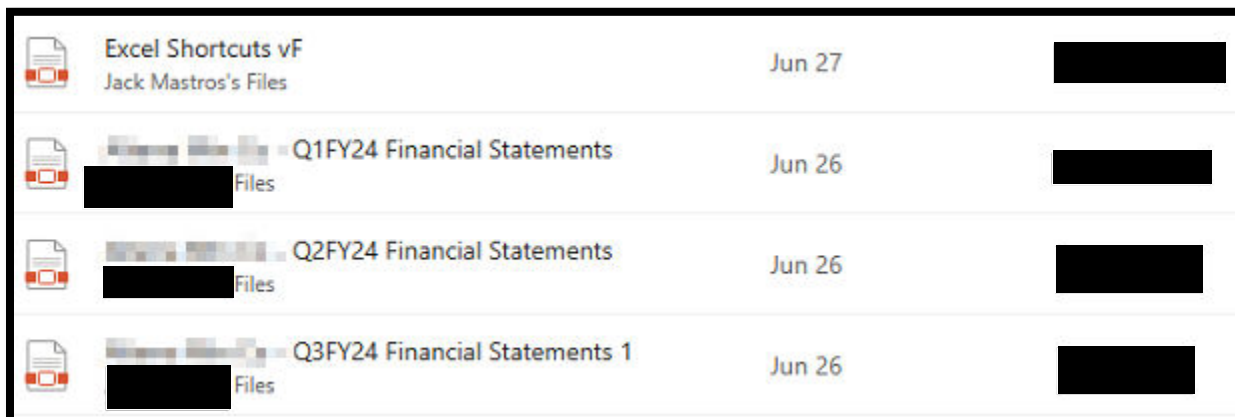 Excel Shortcuts vF
Jun 27
Jack Mastros's Files
- Q1FY24 Financial Statements
Jun 26
Files
- Q2FY24 Financial Statements
Jun 26
Files
- Q3FY24 Financial Statements 1
Jun 26
Files